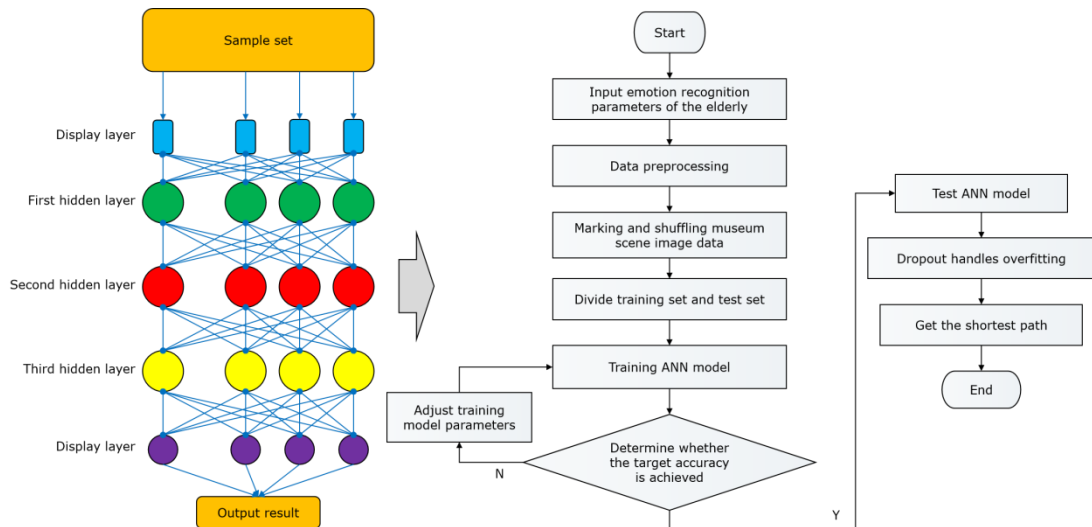 Sample set
Display layer
First hidden layer
Second hidden layer
Third hidden layer
Display layer
Output result
Start
Input emotion recognition
parameters of the elderly
Data preprocessing
Marking and shuffling museum
scene image data
Divide training set and test set
Training ANN model
Adjust training
model parameters
Determine whether
the target accuracy
is achieved
N
Y
Test ANN model
Dropout handles overfitting
Get the shortest path
End